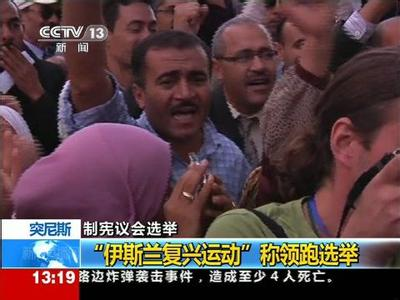 CCTV 13
新闻
突尼斯 制宪议会选举
“伊斯兰复兴运动”称领跑选举
13:19 路边炸弹袭击事件，造成至少4人死亡。